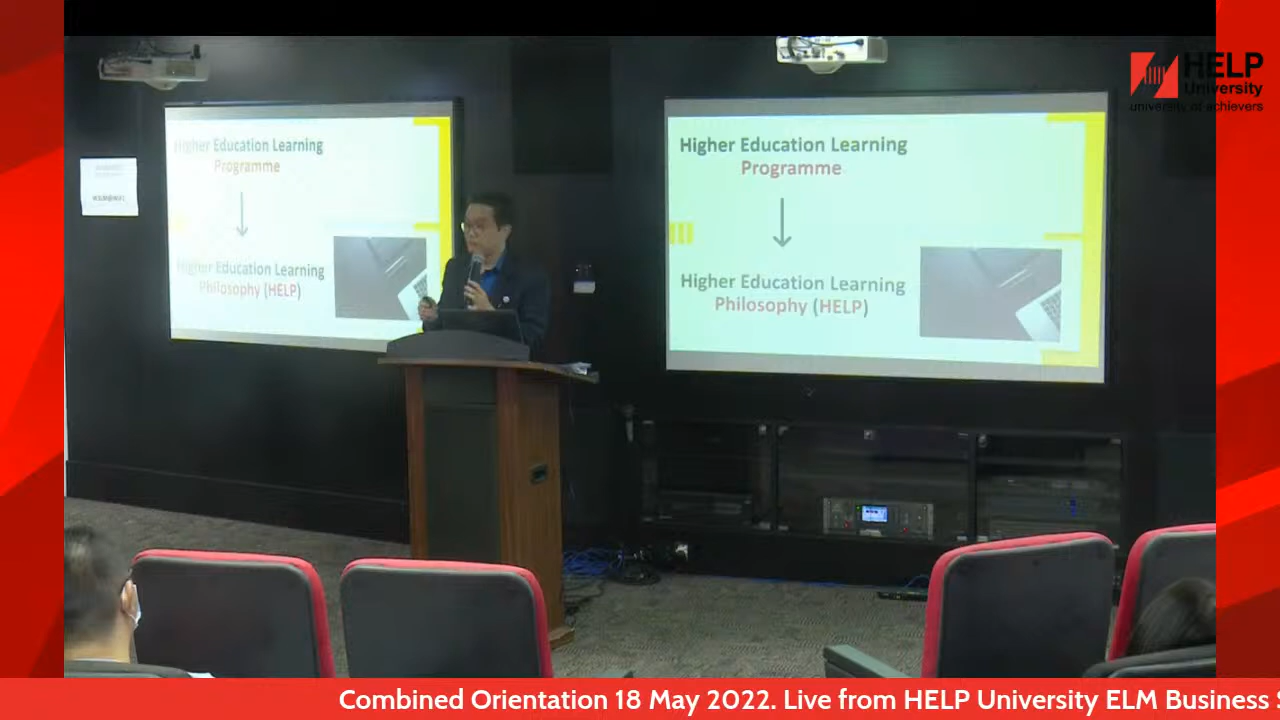 HELP
University
university of achievers
Higher Education Learning
Programme
Higher Education Learning
Philosophy (HELP)
Higher Education Learning
Programme
Higher Education Learning
Philosophy (HELP)
Combined Orientation 18 May 2022. Live from HELP University ELM Business